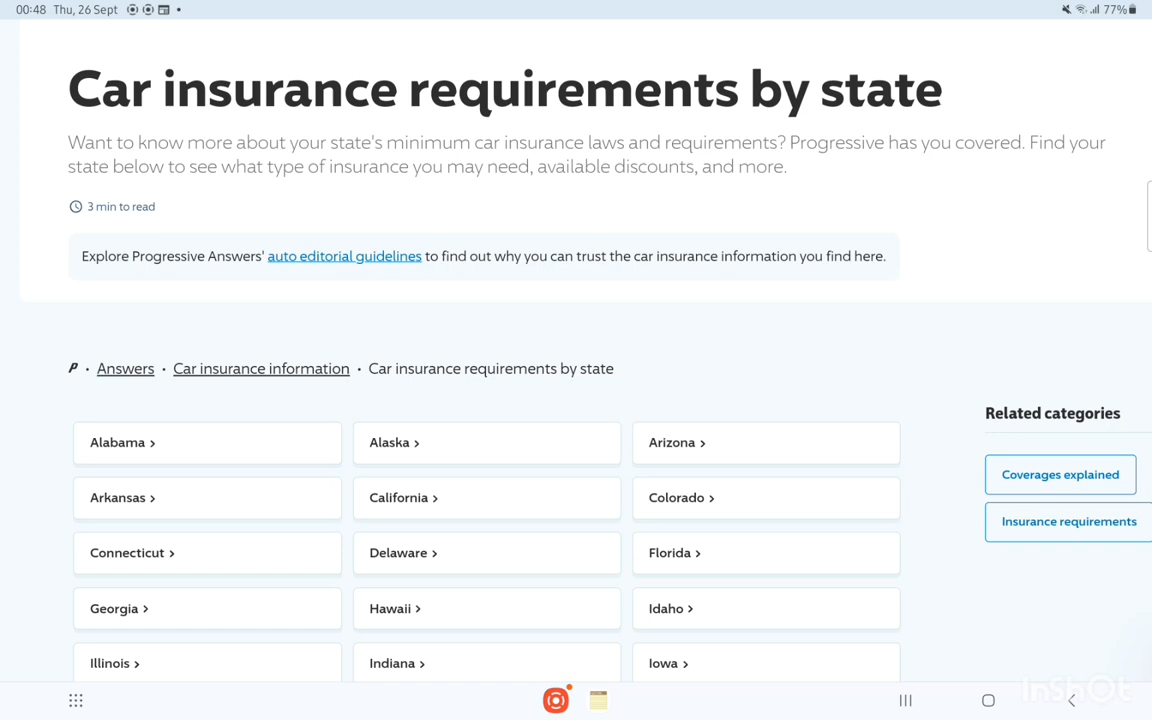 00:48 Thu, 26 Sept
77%
Car insurance requirements by state
Want to know more about your state's minimum car insurance laws and requirements? Progressive has you covered. Find your
state below to see what type of insurance you may need, available discounts, and more.
3 min to read
Explore Progressive Answers' auto editorial guidelines to find out why you can trust the car insurance information you find here.
P · Answers · Car insurance information · Car insurance requirements by state
Related categories
Alabama > Alaska > Arizona >
Coverages explained
Arkansas > California > Colorado >
Insurance requirements
Connecticut > Delaware > Florida >
Georgia > Hawaii > Idaho >
Illinois > Indiana > Iowa >
InShOt